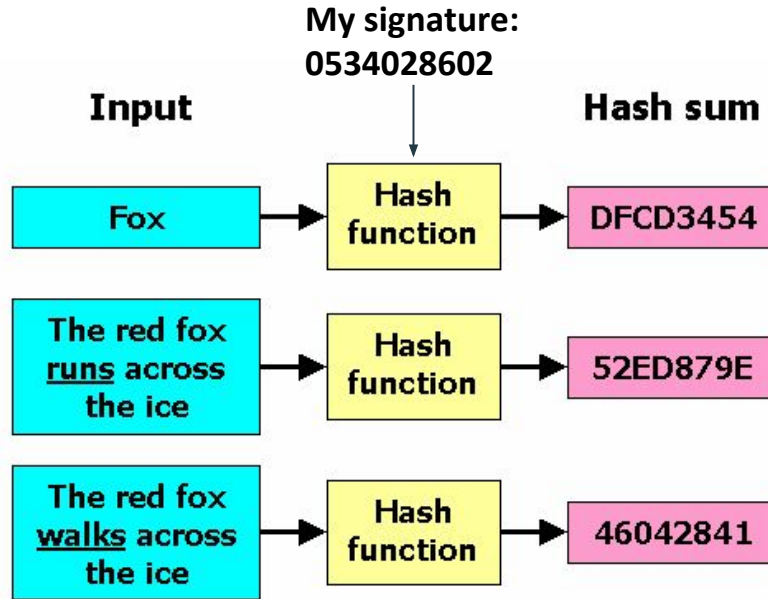 My signature:
0534028602
Input
Hash sum
Fox
Hash
function
DFCD3454
The red fox
runs across
the ice
Hash
function
52ED879E
The red fox
walks across
the ice
Hash
function
46042841